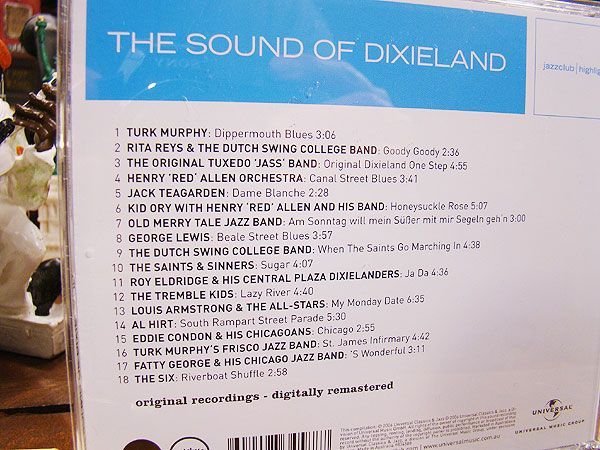 THE SOUND OF DIXIELAND
jazzclub | highlig
1 TURK MURPHY: Dippermouth Blues 3:06
2 RITA REYS & THE DUTCH SWING COLLEGE BAND: Goody Goody 2:36
3 THE ORIGINAL TUXEDO 'JASS' BAND: Original Dixieland One Step 4:55
4 HENRY 'RED' ALLEN ORCHESTRA: Canal Street Blues 3:41
5 JACK TEAGARDEN: Dame Blanche 2:28
6 KID ORY WITH HENRY 'RED' ALLEN AND HIS BAND: Honeysuckle Rose 5:07
7 OLD MERRY TALE JAZZ BAND: Am Sonntag will mein Süßer mit mir Segeln geh'n 3:00
8 GEORGE LEWIS: Beale Street Blues 3:57
9 THE DUTCH SWING COLLEGE BAND: When The Saints Go Marching In 4:38
10 THE SAINTS & SINNERS: Sugar 4:07
11 ROY ELDRIDGE & HIS CENTRAL PLAZA DIXIELANDERS: Ja Da 4:36
12 THE TREMBLE KIDS: Lazy River 4:40
13 LOUIS ARMSTRONG & THE ALL-STARS: My Monday Date 6:35
14 AL HIRT: South Rampart Street Parade 5:30
15 EDDIE CONDON & HIS CHICAGOANS: Chicago 2:55
16 TURK MURPHY'S FRISCO JAZZ BAND: St. James Infirmary 4:42
17 FATTY GEORGE & HIS CHICAGO JAZZ BAND: 'S Wonderful 3:11
18 THE SIX: Riverboat Shuffle 2:58
original recordings - digitally remastered
UNIVERSAL
UNIVERSAL MUSIC GROUP
www.universalmusic.com.au